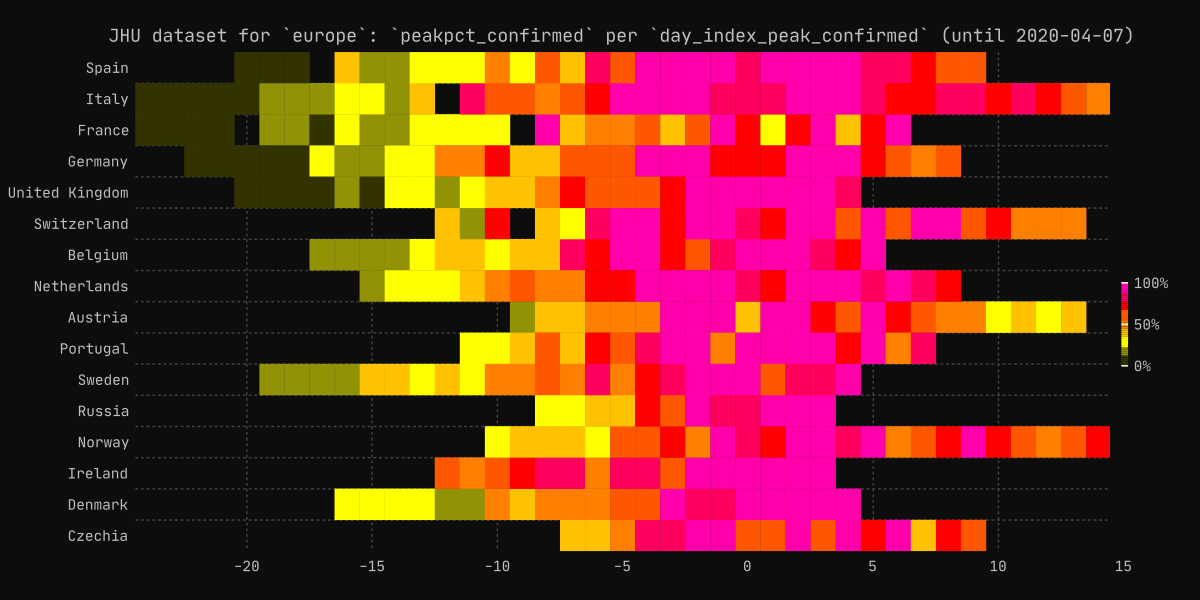 JHU dataset for `europe`: `peakpct_confirmed` per `day_index_peak_confirmed` (until 2020-04-07)
Spain
Italy
France
Germany
United Kingdom
Switzerland
Belgium
Netherlands
Austria
Portugal
Sweden
Russia
Norway
Ireland
Denmark
Czechia
−20 −15 −10 −5 0 5 10 15
100%
50%
0%